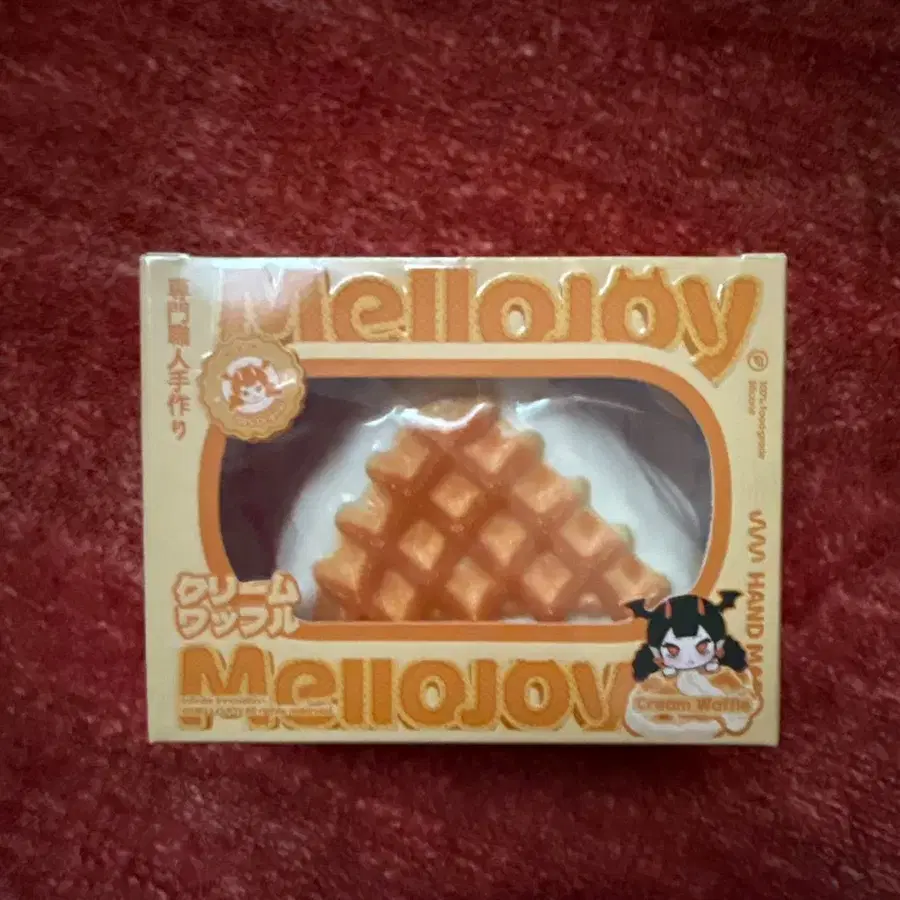 Mellojoy
専門職人手作り
100% food grade
silicone
HAND M
クリーム
ワッフル
Mellojoy
Cream Waffle